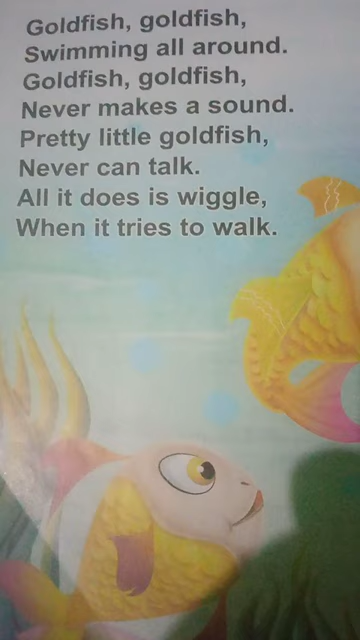 Goldfish, goldfish,
Swimming all around.
Goldfish, goldfish,
Never makes a sound.
Pretty little goldfish,
Never can talk.
All it does is wiggle,
When it tries to walk.